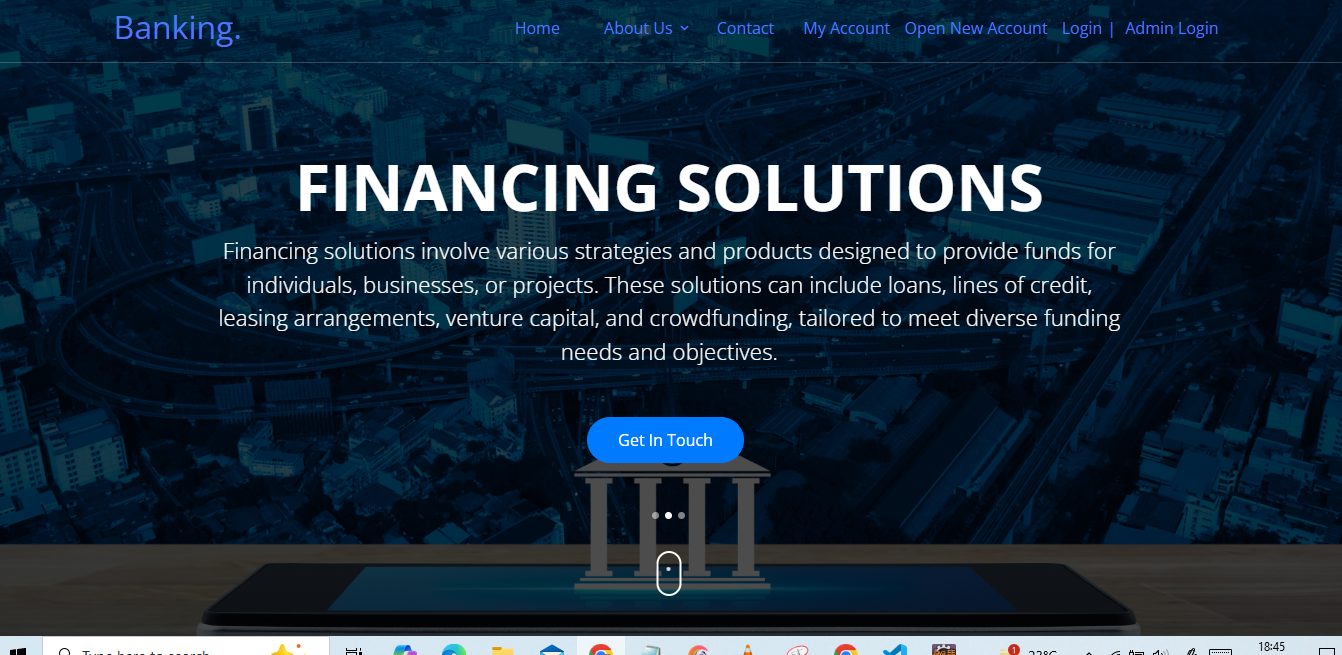 Banking.
Home About Us Contact My Account Open New Account Login | Admin Login
FINANCING SOLUTIONS
Financing solutions involve various strategies and products designed to provide funds for
individuals, businesses, or projects. These solutions can include loans, lines of credit,
leasing arrangements, venture capital, and crowdfunding, tailored to meet diverse funding
needs and objectives.
Get In Touch
Type here to search
1
23°C
18:45